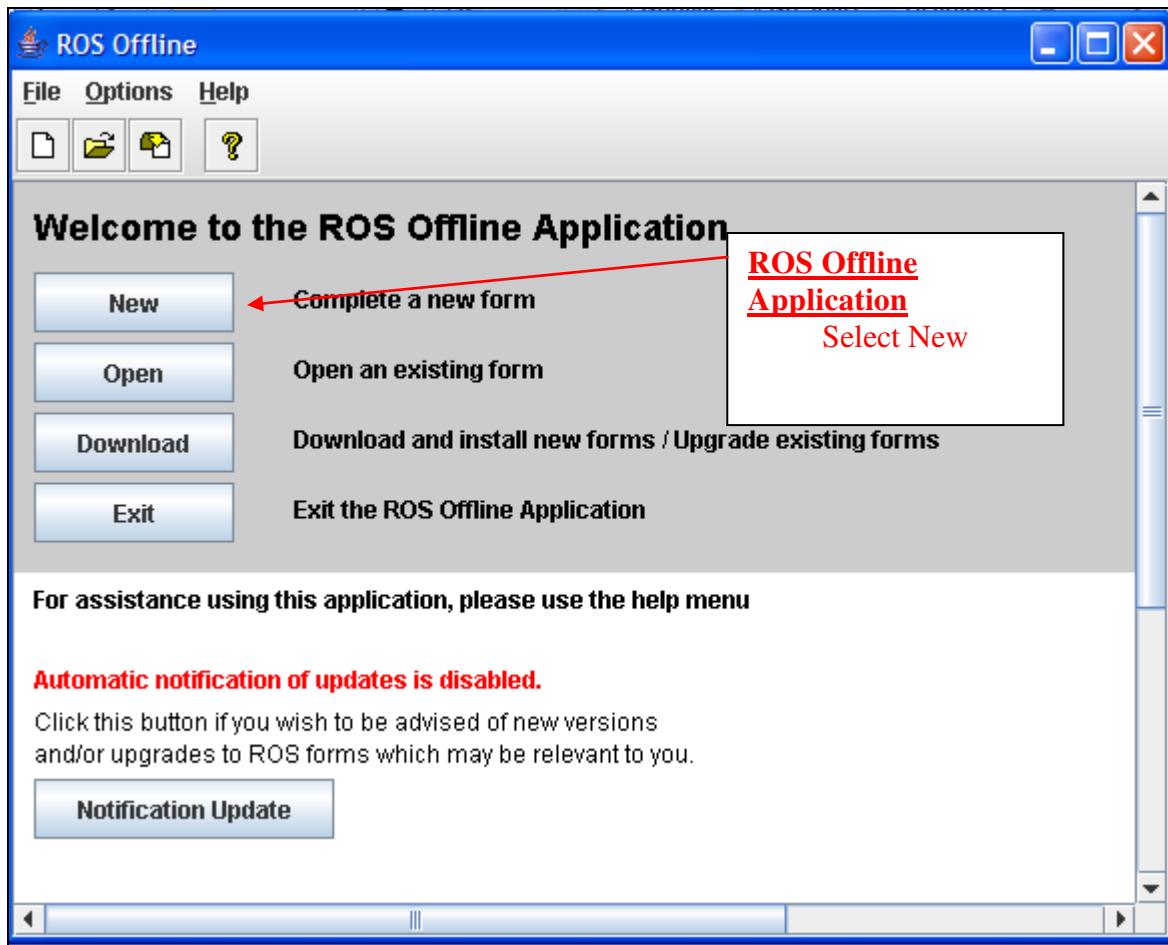 ROS Offline
File Options Help
Welcome to the ROS Offline Application
ROS Offline
Application
Select New
New Complete a new form
Open Open an existing form
Download Download and install new forms / Upgrade existing forms
Exit Exit the ROS Offline Application
For assistance using this application, please use the help menu
Automatic notification of updates is disabled.
Click this button if you wish to be advised of new versions
and/or upgrades to ROS forms which may be relevant to you.
Notification Update